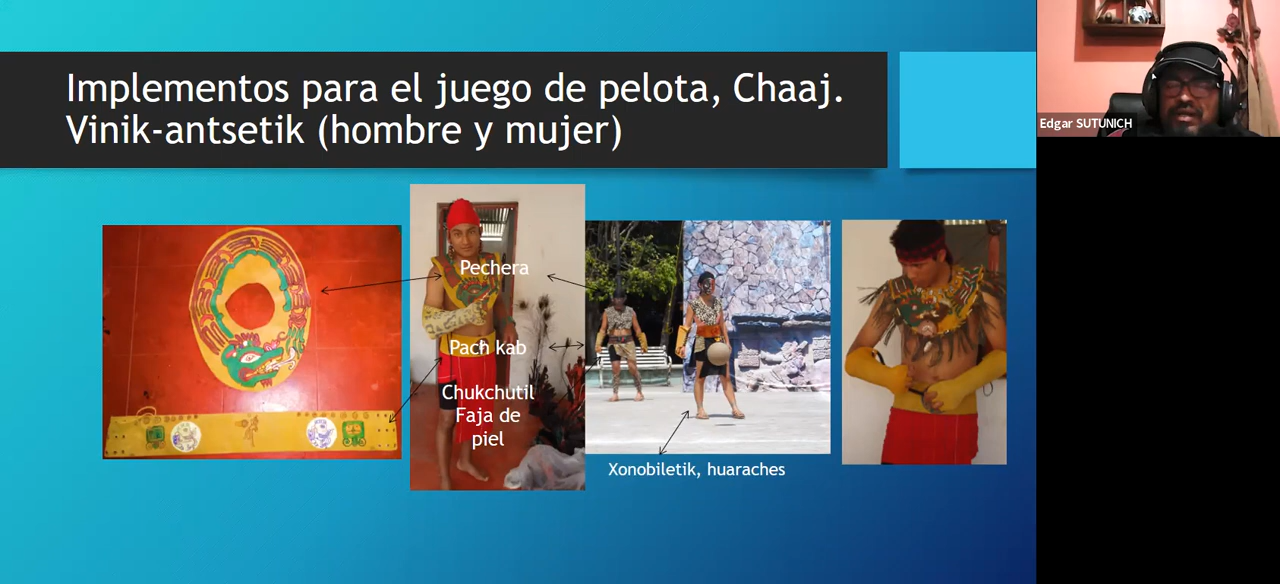 Implementos para el juego de pelota, Chaaj.
Vinik-antsetik (hombre y mujer)
Edgar SUTUNICH
Pechera
Pach kab
Chukchutil
Faja de
piel
Xonobiletik, huaraches